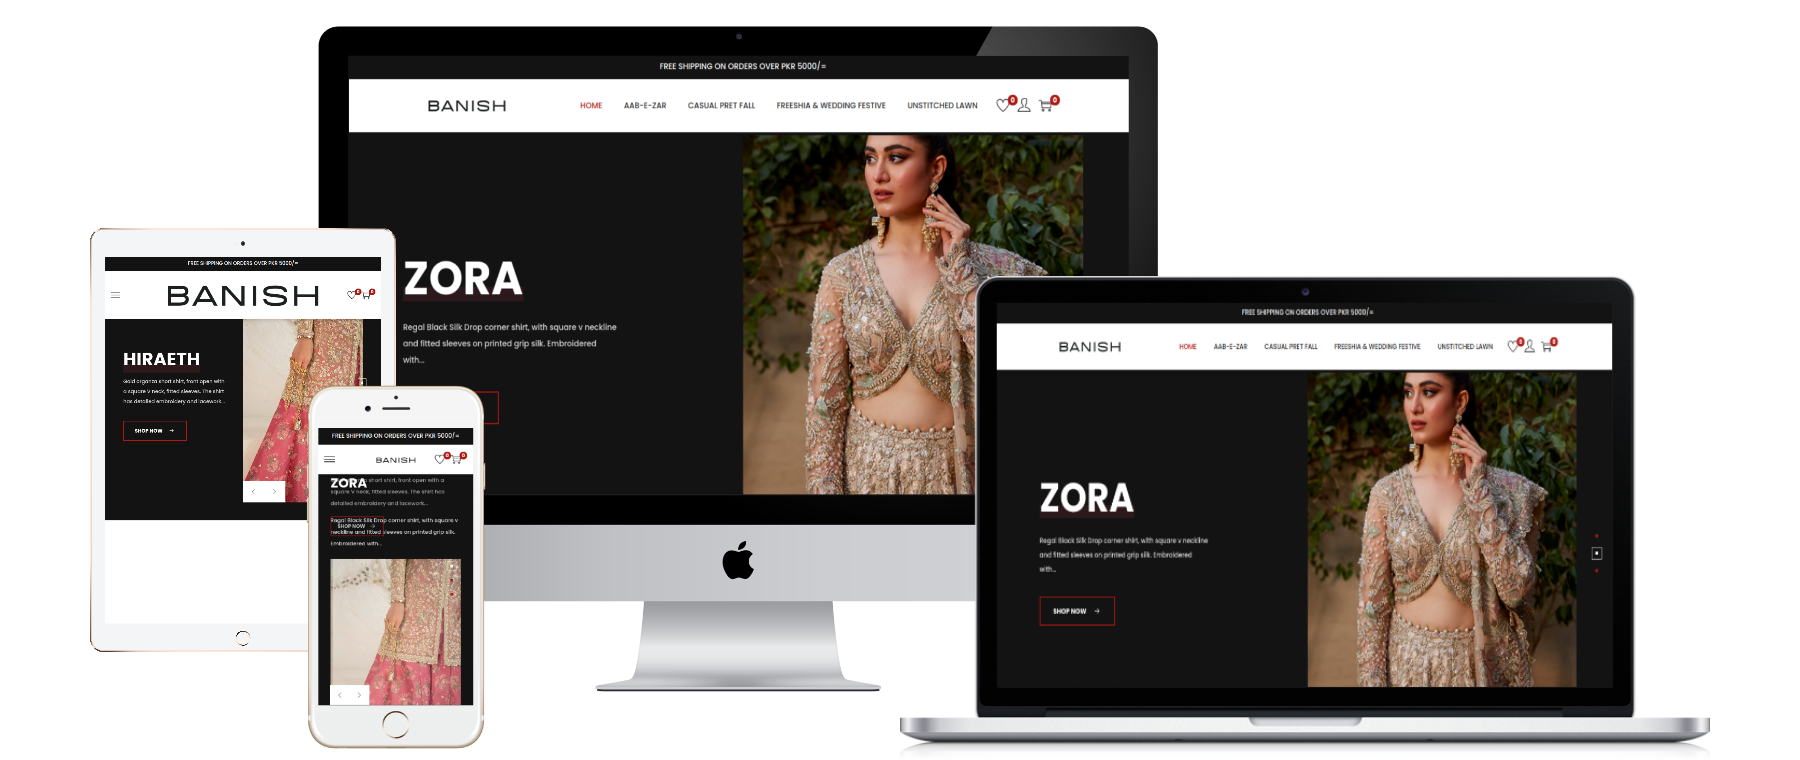 FREE SHIPPING ON ORDERS OVER PKR 5000/=
BANISH
HOME AAB-E-ZAR CASUAL PRET FALL FREESHIA & WEDDING FESTIVE UNSTITCHED LAWN 0 0
ZORA
Regal Black Silk Drop corner shirt, with square v neckline
and fitted sleeves on printed grip silk. Embroidered
with...
FREE SHIPPING ON ORDERS OVER PKR 5000/=
BANISH 0 0
HIRAETH
Gold organza short shirt, front open with
a square v neck, fitted sleeves. The shirt
has detailed embroidery and lacework...
SHOP NOW →
FREE SHIPPING ON ORDERS OVER PKR 5000/=
BANISH 0 0
ZORA
short shirt, front open with a
square v neck, fitted sleeves. The shirt has
detailed embroidery and lacework...
Regal Black Silk Drop corner shirt, with square v
SHOP NOW →
neckline and fitted sleeves on printed grip silk.
Embroidered with...
FREE SHIPPING ON ORDERS OVER PKR 5000/=
BANISH
HOME AAB-E-ZAR CASUAL PRET FALL FREESHIA & WEDDING FESTIVE UNSTITCHED LAWN 0 0
ZORA
Regal Black Silk Drop corner shirt, with square v neckline
and fitted sleeves on printed grip silk. Embroidered
with...
SHOP NOW →